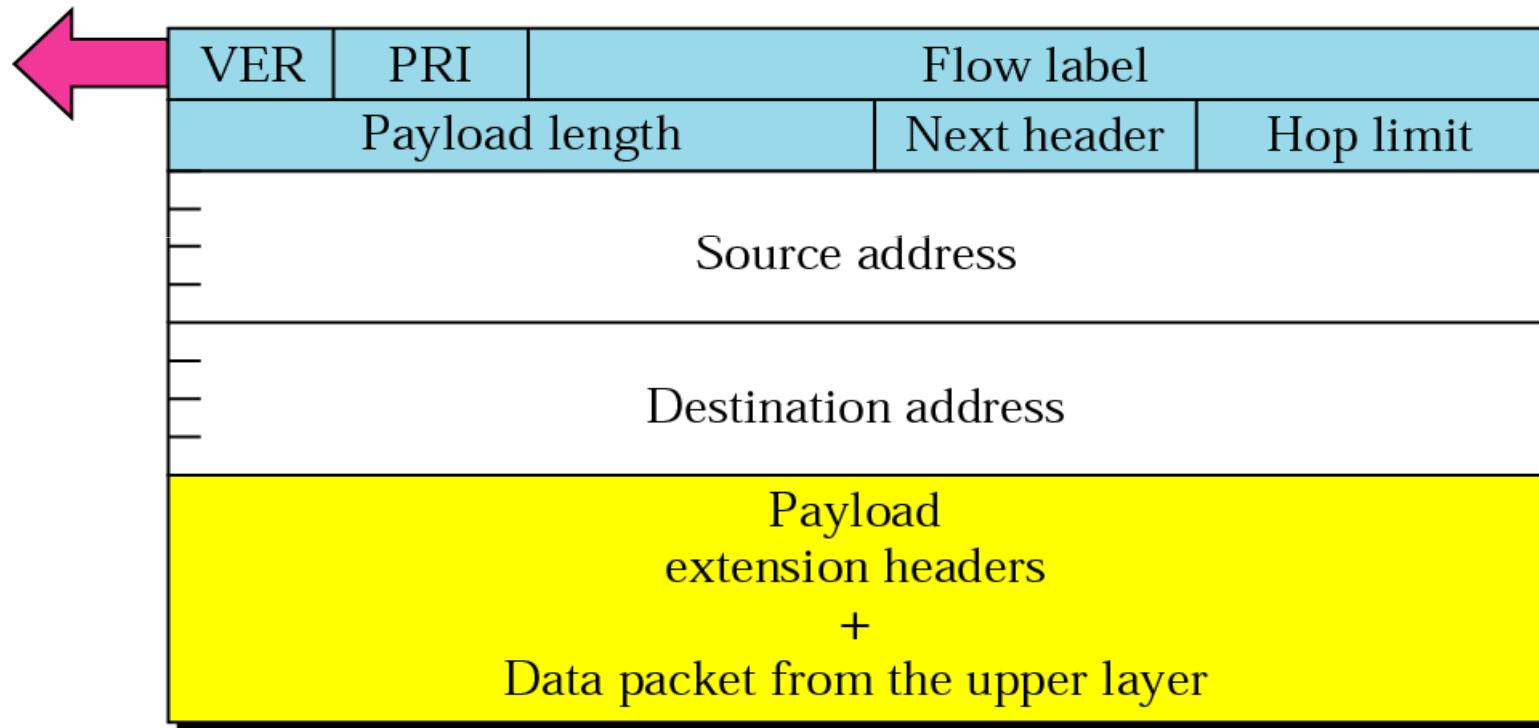 VER PRI Flow label
Payload length Next header Hop limit
Source address
Destination address
Payload
extension headers
+
Data packet from the upper layer